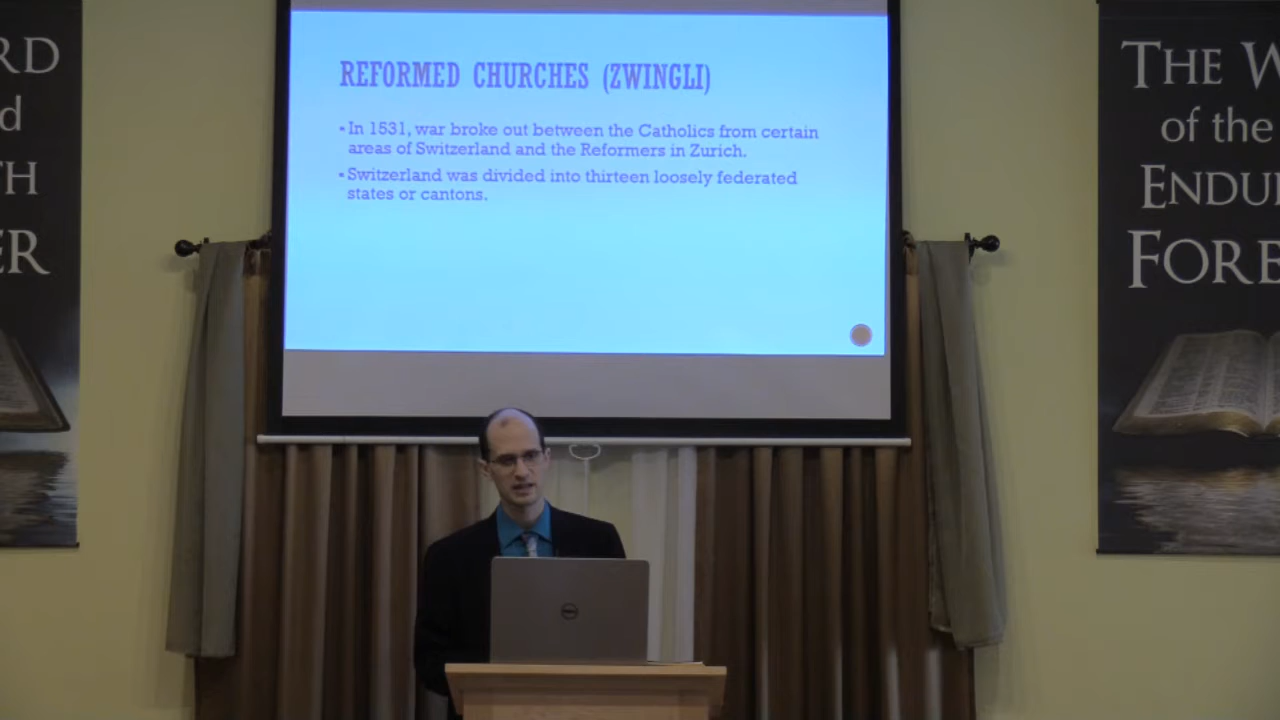 REFORMED CHURCHES (ZWINGLI)
▪ In 1531, war broke out between the Catholics from certain
areas of Switzerland and the Reformers in Zurich.
▪ Switzerland was divided into thirteen loosely federated
states or cantons.
RD
d
TH
ER
THE W
of the
ENDU
FORE
DELL